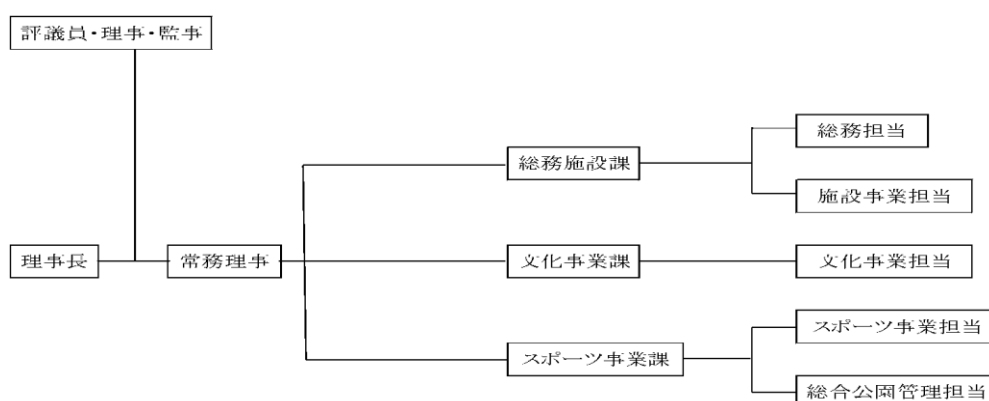 評議員・理事・監事
総務担当
総務施設課
施設事業担当
理事長
常務理事
文化事業課
文化事業担当
スポーツ事業担当
スポーツ事業課
総合公園管理担当